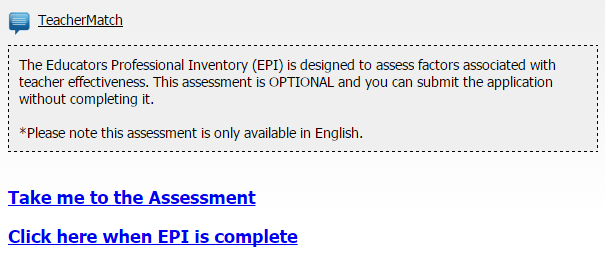 TeacherMatch
The Educators Professional Inventory (EPI) is designed to assess factors associated with
teacher effectiveness. This assessment is OPTIONAL and you can submit the application
without completing it.
*Please note this assessment is only available in English.
Take me to the Assessment
Click here when EPI is complete